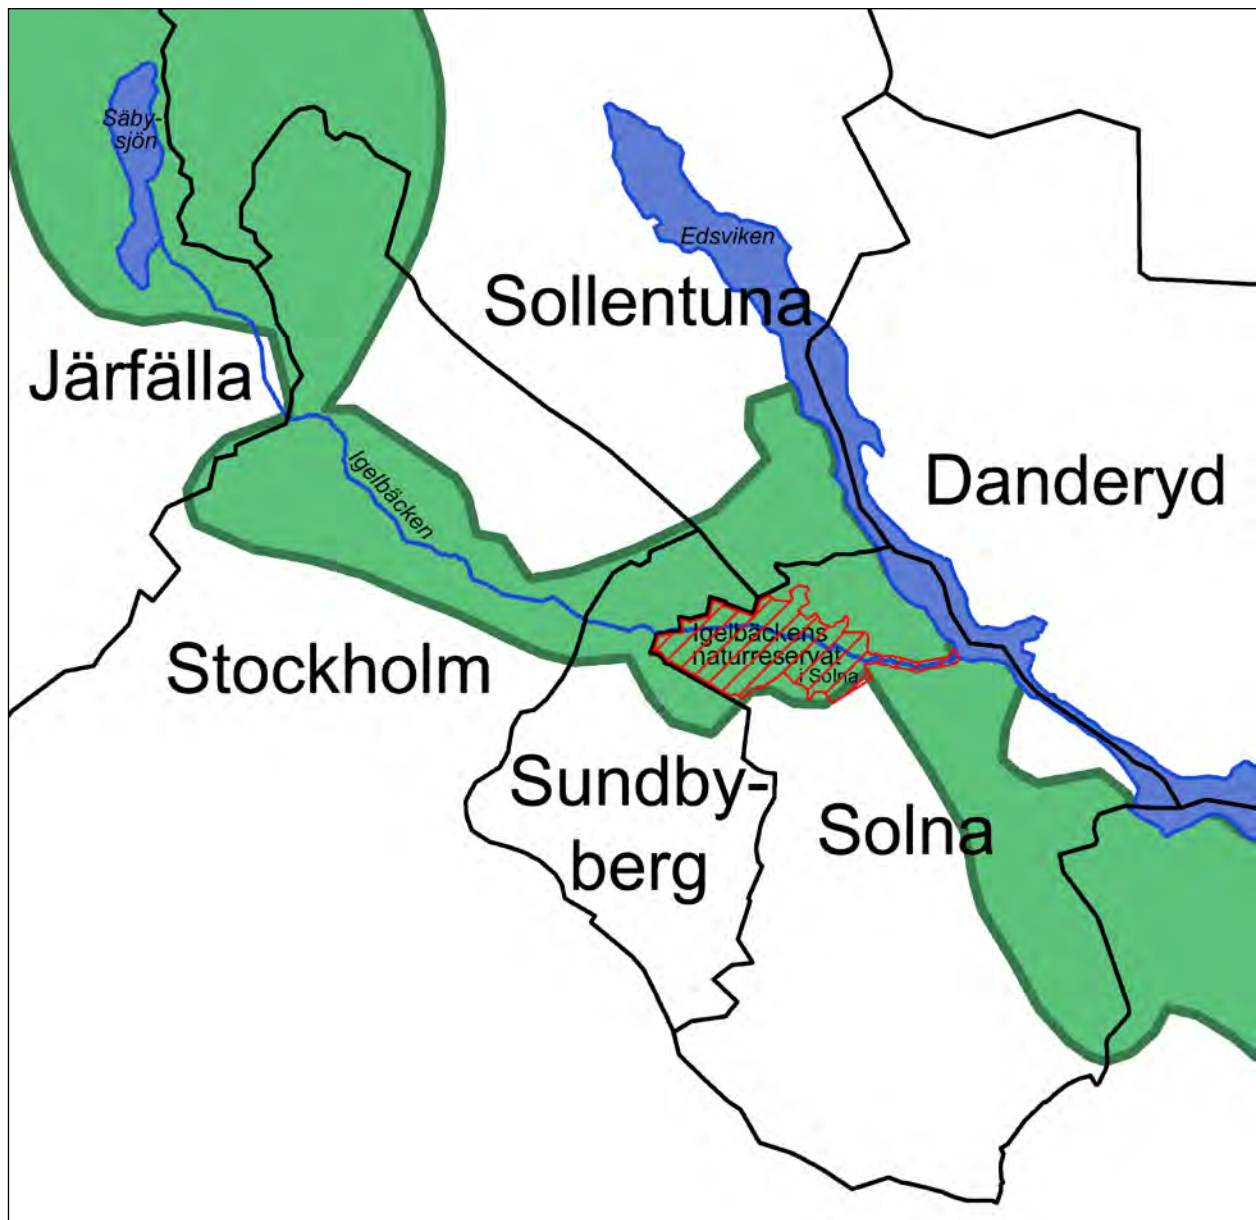 Säby-
sjön
Edsviken
Sollentuna
Järfälla
Danderyd
Igelbäcken
Igelbäckens
naturreservat
i Solna
Stockholm
Sundby-
berg
Solna